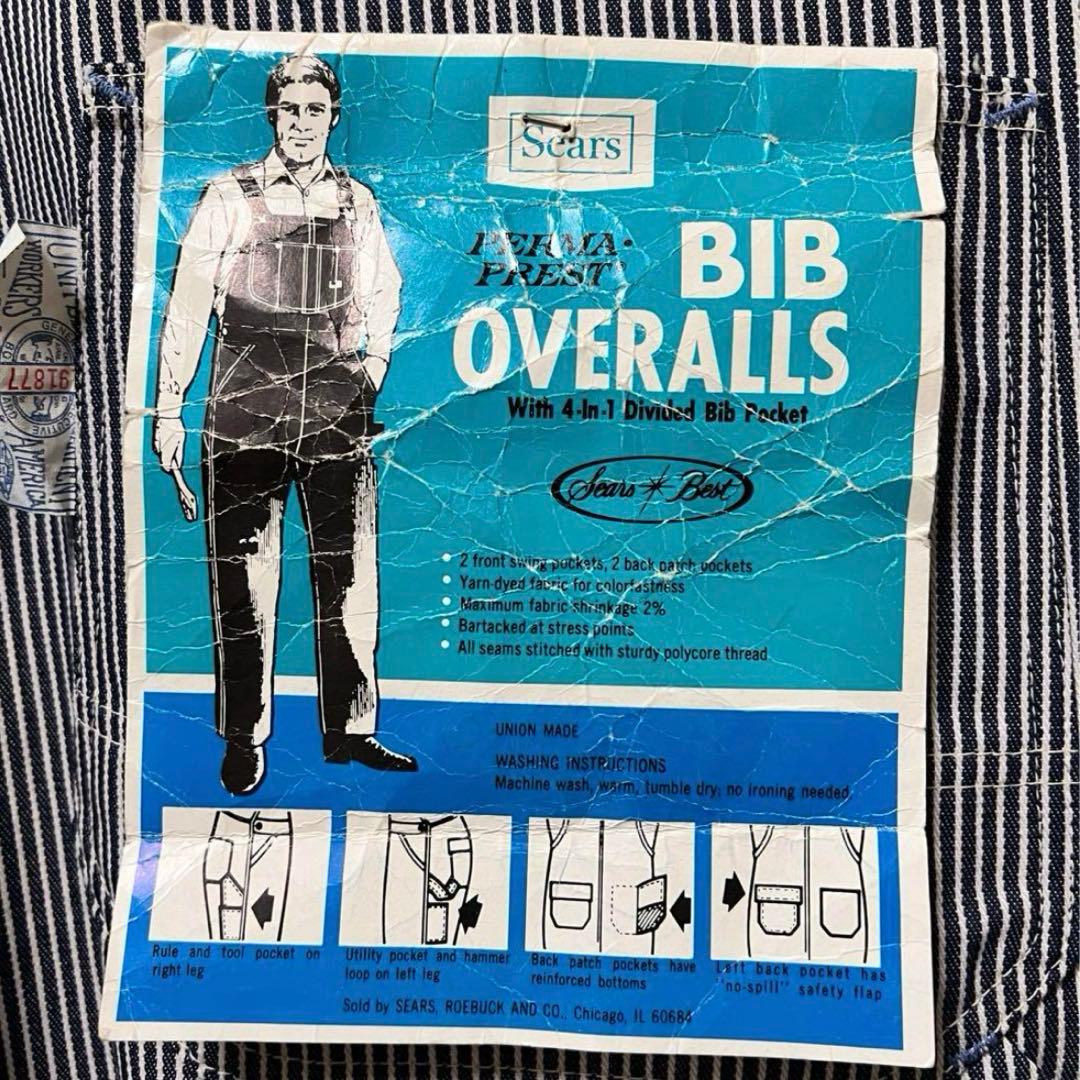 Sears
PERMA·
PREST®
BIB
OVERALLS
With 4-In-1 Divided Bib Pocket
Sears * Best
• 2 front swing pockets, 2 back patch pockets
• Yarn-dyed fabric for colorfastness
• Maximum fabric shrinkage 2%
• Bartacked at stress points
• All seams stitched with sturdy polycore thread
UNION MADE
WASHING INSTRUCTIONS
Machine wash, warm, tumble dry; no ironing needed.
Rule and tool pocket on
right leg
Utility pocket and hammer
loop on left leg
Back patch pockets have
reinforced bottoms
Left back pocket has
"no-spill" safety flap
Sold by SEARS, ROEBUCK AND CO., Chicago, IL 60684
WORKERS
AMERICA
91877